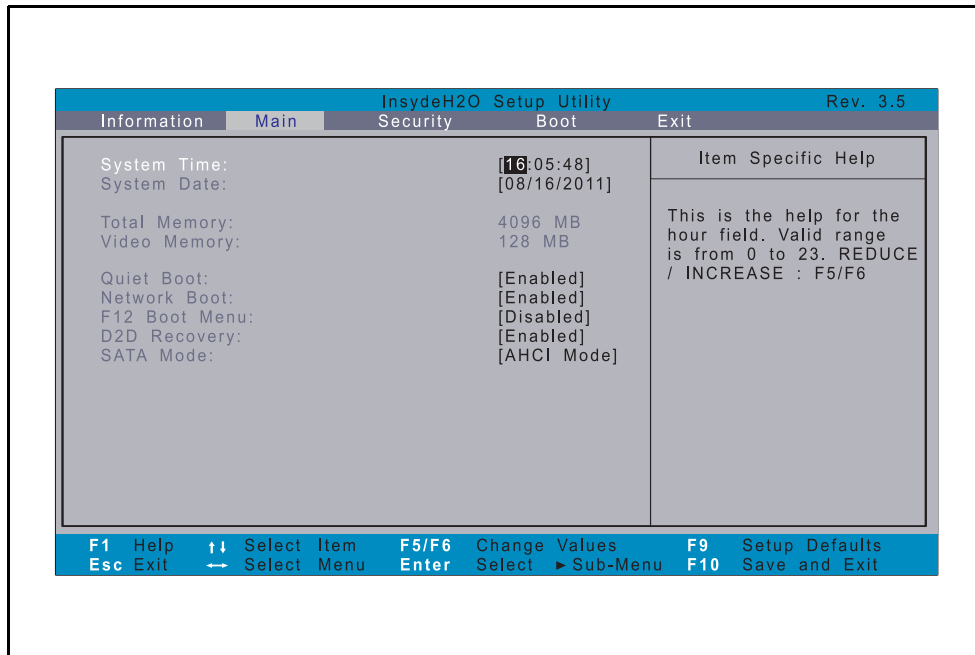 InsydeH2O Setup Utility Rev. 3.5
Information Main Security Boot Exit
System Time: [16:05:48]
System Date: [08/16/2011]
Total Memory: 4096 MB
Video Memory: 128 MB
Quiet Boot: [Enabled]
Network Boot: [Enabled]
F12 Boot Menu: [Disabled]
D2D Recovery: [Enabled]
SATA Mode: [AHCI Mode]
Item Specific Help
This is the help for the
hour field. Valid range
is from 0 to 23. REDUCE
/ INCREASE : F5/F6
F1 Help ↑↓ Select Item F5/F6 Change Values F9 Setup Defaults
Esc Exit ↔ Select Menu Enter Select ►Sub-Menu F10 Save and Exit